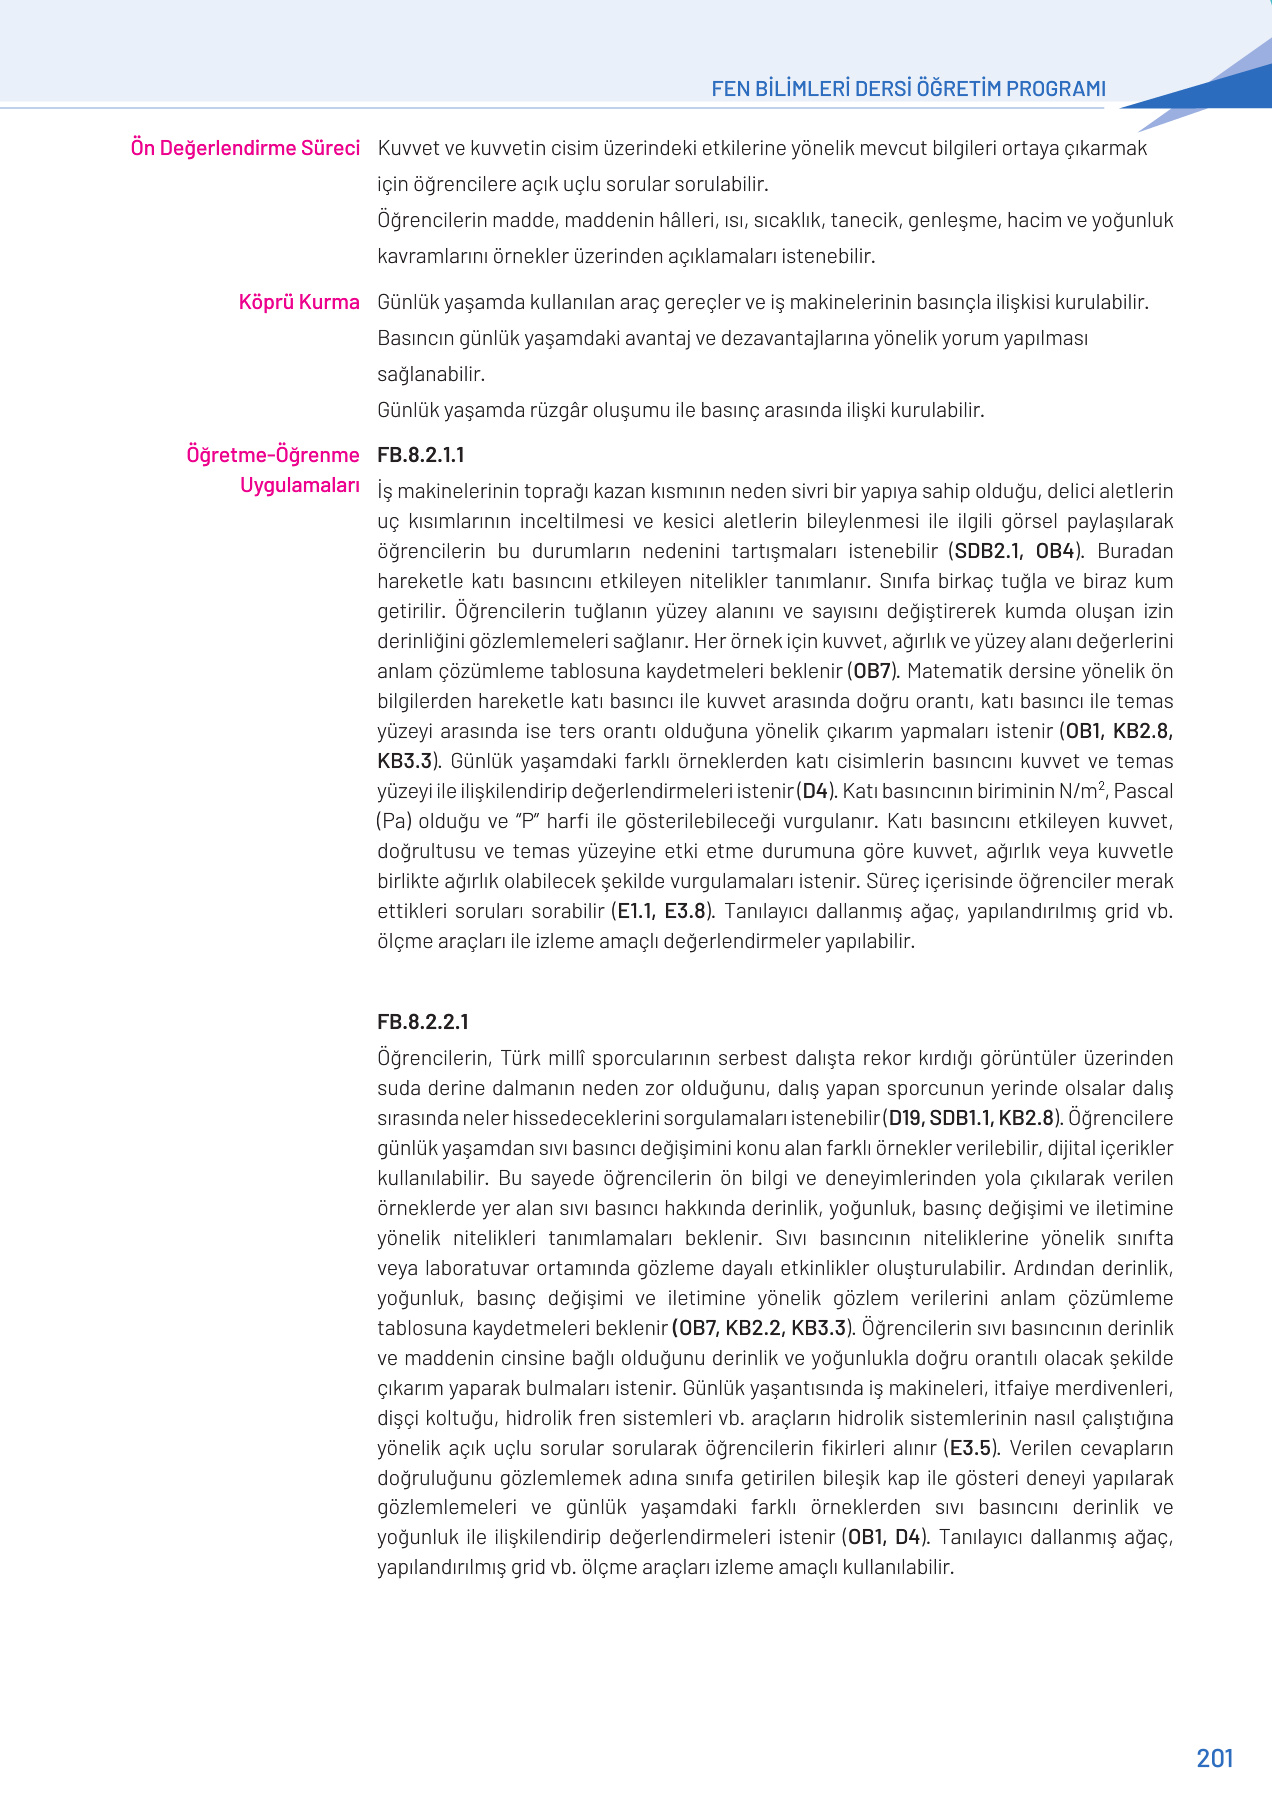 FEN BİLİMLERİ DERSİ ÖĞRETİM PROGRAMI
Ön Değerlendirme Süreci
Kuvvet ve kuvvetin cisim üzerindeki etkilerine yönelik mevcut bilgileri ortaya çıkarmak
için öğrencilere açık uçlu sorular sorulabilir.
Öğrencilerin madde, maddenin hâlleri, ısı, sıcaklık, tanecik, genleşme, hacim ve yoğunluk
kavramlarını örnekler üzerinden açıklamaları istenebilir.
Köprü Kurma
Günlük yaşamda kullanılan araç gereçler ve iş makinelerinin basınçla ilişkisi kurulabilir.
Basıncın günlük yaşamdaki avantaj ve dezavantajlarına yönelik yorum yapılması
sağlanabilir.
Günlük yaşamda rüzgâr oluşumu ile basınç arasında ilişki kurulabilir.
Öğretme-Öğrenme
Uygulamaları
FB.8.2.1.1
İş makinelerinin toprağı kazan kısmının neden sivri bir yapıya sahip olduğu, delici aletlerin
uç kısımlarının inceltilmesi ve kesici aletlerin bileylenmesi ile ilgili görsel paylaşılarak
öğrencilerin bu durumların nedenini tartışmaları istenebilir (SDB2.1, OB4). Buradan
hareketle katı basıncını etkileyen nitelikler tanımlanır. Sınıfa birkaç tuğla ve biraz kum
getirilir. Öğrencilerin tuğlanın yüzey alanını ve sayısını değiştirerek kumda oluşan izin
derinliğini gözlemlemeleri sağlanır. Her örnek için kuvvet, ağırlık ve yüzey alanı değerlerini
anlam çözümleme tablosuna kaydetmeleri beklenir (OB7). Matematik dersine yönelik ön
bilgilerden hareketle katı basıncı ile kuvvet arasında doğru orantı, katı basıncı ile temas
yüzeyi arasında ise ters orantı olduğuna yönelik çıkarım yapmaları istenir (OB1, KB2.8,
KB3.3). Günlük yaşamdaki farklı örneklerden katı cisimlerin basıncını kuvvet ve temas
yüzeyi ile ilişkilendirip değerlendirmeleri istenir (D4). Katı basıncının biriminin N/m², Pascal
(Pa) olduğu ve “P” harfi ile gösterilebileceği vurgulanır. Katı basıncını etkileyen kuvvet,
doğrultusu ve temas yüzeyine etki etme durumuna göre kuvvet, ağırlık veya kuvvetle
birlikte ağırlık olabilecek şekilde vurgulamaları istenir. Süreç içerisinde öğrenciler merak
ettikleri soruları sorabilir (E1.1, E3.8). Tanılayıcı dallanmış ağaç, yapılandırılmış grid vb.
ölçme araçları ile izleme amaçlı değerlendirmeler yapılabilir.
FB.8.2.2.1
Öğrencilerin, Türk millî sporcularının serbest dalışta rekor kırdığı görüntüler üzerinden
suda derine dalmanın neden zor olduğunu, dalış yapan sporcunun yerinde olsalar dalış
sırasında neler hissedeceklerini sorgulamaları istenebilir (D19, SDB1.1, KB2.8). Öğrencilere
günlük yaşamdan sıvı basıncı değişimini konu alan farklı örnekler verilebilir, dijital içerikler
kullanılabilir. Bu sayede öğrencilerin ön bilgi ve deneyimlerinden yola çıkılarak verilen
örneklerde yer alan sıvı basıncı hakkında derinlik, yoğunluk, basınç değişimi ve iletimine
yönelik nitelikleri tanımlamaları beklenir. Sıvı basıncının niteliklerine yönelik sınıfta
veya laboratuvar ortamında gözleme dayalı etkinlikler oluşturulabilir. Ardından derinlik,
yoğunluk, basınç değişimi ve iletimine yönelik gözlem verilerini anlam çözümleme
tablosuna kaydetmeleri beklenir (OB7, KB2.2, KB3.3). Öğrencilerin sıvı basıncının derinlik
ve maddenin cinsine bağlı olduğunu derinlik ve yoğunlukla doğru orantılı olacak şekilde
çıkarım yaparak bulmaları istenir. Günlük yaşantısında iş makineleri, itfaiye merdivenleri,
dişçi koltuğu, hidrolik fren sistemleri vb. araçların hidrolik sistemlerinin nasıl çalıştığına
yönelik açık uçlu sorular sorularak öğrencilerin fikirleri alınır (E3.5). Verilen cevapların
doğruluğunu gözlemlemek adına sınıfa getirilen bileşik kap ile gösteri deneyi yapılarak
gözlemlemeleri ve günlük yaşamdaki farklı örneklerden sıvı basıncını derinlik ve
yoğunluk ile ilişkilendirip değerlendirmeleri istenir (OB1, D4). Tanılayıcı dallanmış ağaç,
yapılandırılmış grid vb. ölçme araçları izleme amaçlı kullanılabilir.
201